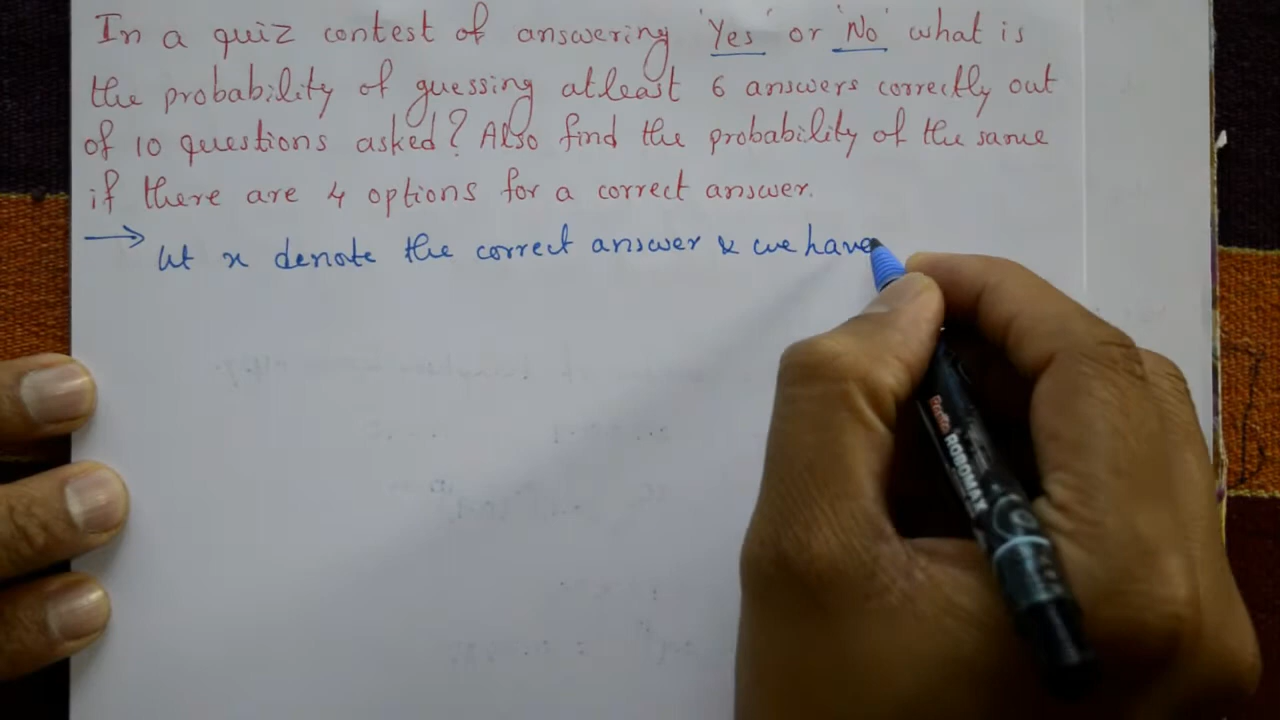 In a quiz contest of answering 'Yes' or 'No' what is
the probability of guessing atleast 6 answers correctly out
of 10 questions asked? Also find the probability of the same
if there are 4 options for a correct answer.
→ let x denote the correct answer & we have
ROBOMAX